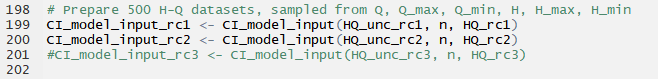 198 # Prepare 500 H-Q datasets, sampled from Q, Q_max, Q_min, H, H_max, H_min
199 CI_model_input_rc1 <- CI_model_input(HQ_unc_rc1, n, HQ_rc1)
200 CI_model_input_rc2 <- CI_model_input(HQ_unc_rc2, n, HQ_rc2)
201 #CI_model_input_rc3 <- CI_model_input(HQ_unc_rc3, n, HQ_rc3)
202